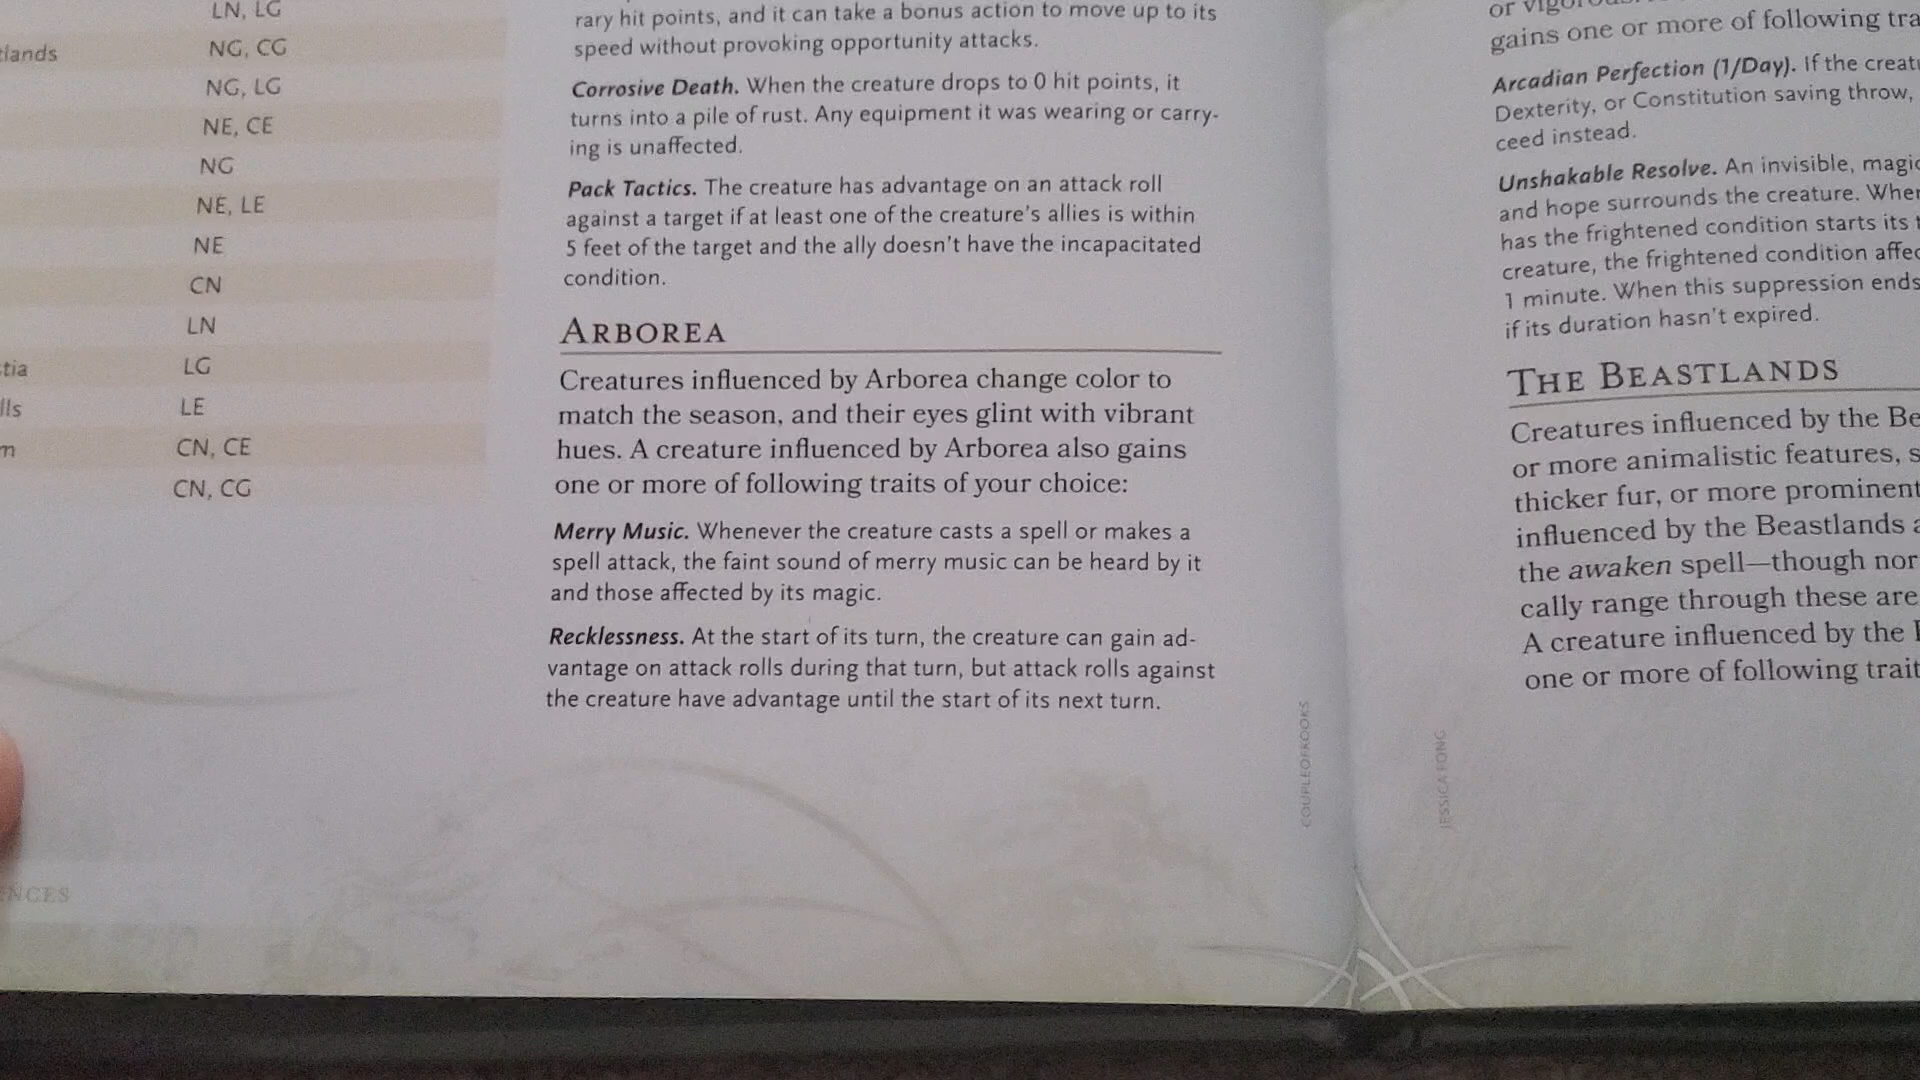 LN, LG
NG, CG
NG, LG
NE, CE
NG
NE, LE
NE
CN
LN
LG
LE
CN, CE
CN, CG
rary hit points, and it can take a bonus action to move up to its
speed without provoking opportunity attacks.
Corrosive Death. When the creature drops to 0 hit points, it
turns into a pile of rust. Any equipment it was wearing or carry-
ing is unaffected.
Pack Tactics. The creature has advantage on an attack roll
against a target if at least one of the creature's allies is within
5 feet of the target and the ally doesn't have the incapacitated
condition.
ARBOREA
Creatures influenced by Arborea change color to
match the season, and their eyes glint with vibrant
hues. A creature influenced by Arborea also gains
one or more of following traits of your choice:
Merry Music. Whenever the creature casts a spell or makes a
spell attack, the faint sound of merry music can be heard by it
and those affected by its magic.
Recklessness. At the start of its turn, the creature can gain ad-
vantage on attack rolls during that turn, but attack rolls against
the creature have advantage until the start of its next turn.
COUPLEOFKOOKS
JESSICA FONG
or
gains one or more of following
Arcadian Perfection (1/Day). If the
Dexterity, or Constitution saving throw,
ceed instead.
Unshakable Resolve. An invisible,
and hope surrounds the creature.
has the frightened condition starts its
creature, the frightened condition
1 minute. When this suppression ends
if its duration hasn't expired.
THE BEASTLANDS
Creatures influenced by the
or more animalistic features,
thicker fur, or more prominent
influenced by the Beastlands
the awaken spell—though
cally range through these are
A creature influenced by the
one or more of following